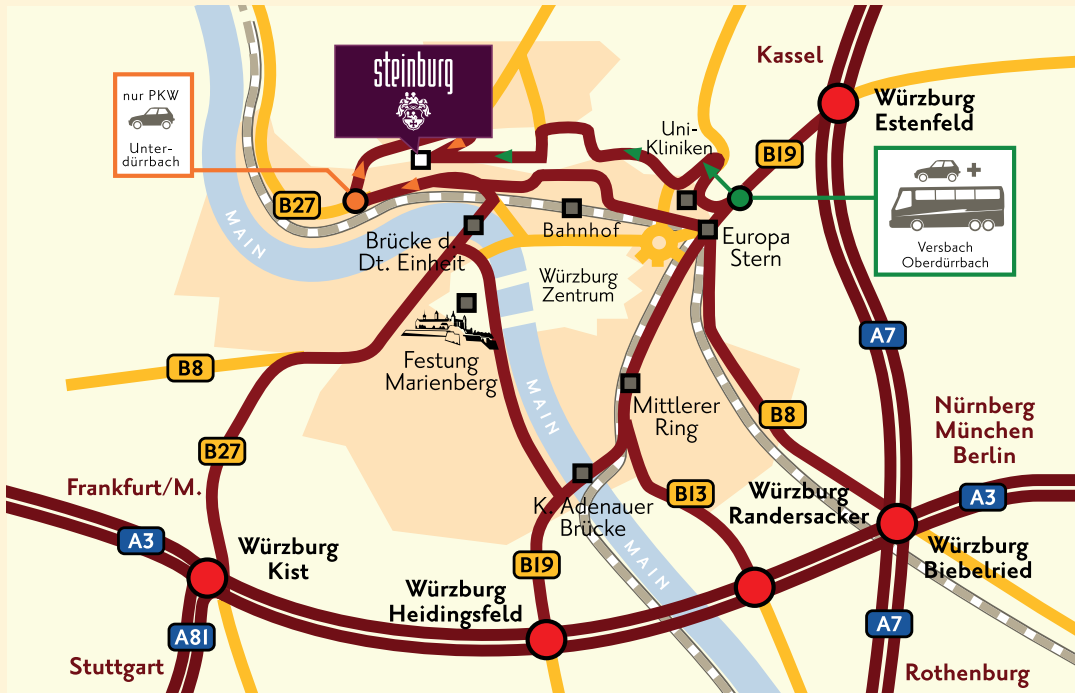 Kassel
steinburg
Würzburg
Estenfeld
nur PKW
Unter-
dürrbach
Uni-
Kliniken
B19
B27
MAIN
Versbach
Oberdürrbach
Brücke d.
Dt. Einheit
Bahnhof
Europa
Stern
Würzburg
Zentrum
A7
B8
Festung
Marienberg
MAIN
Mittlerer
Ring
B8
Nürnberg
München
Berlin
B27
Frankfurt/M.
A3
B13
Würzburg
Randersacker
A3
K. Adenauer
Brücke
Würzburg
Kist
B19
MAIN
Würzburg
Biebelried
Würzburg
Heidingsfeld
A81
A7
Stuttgart
Rothenburg